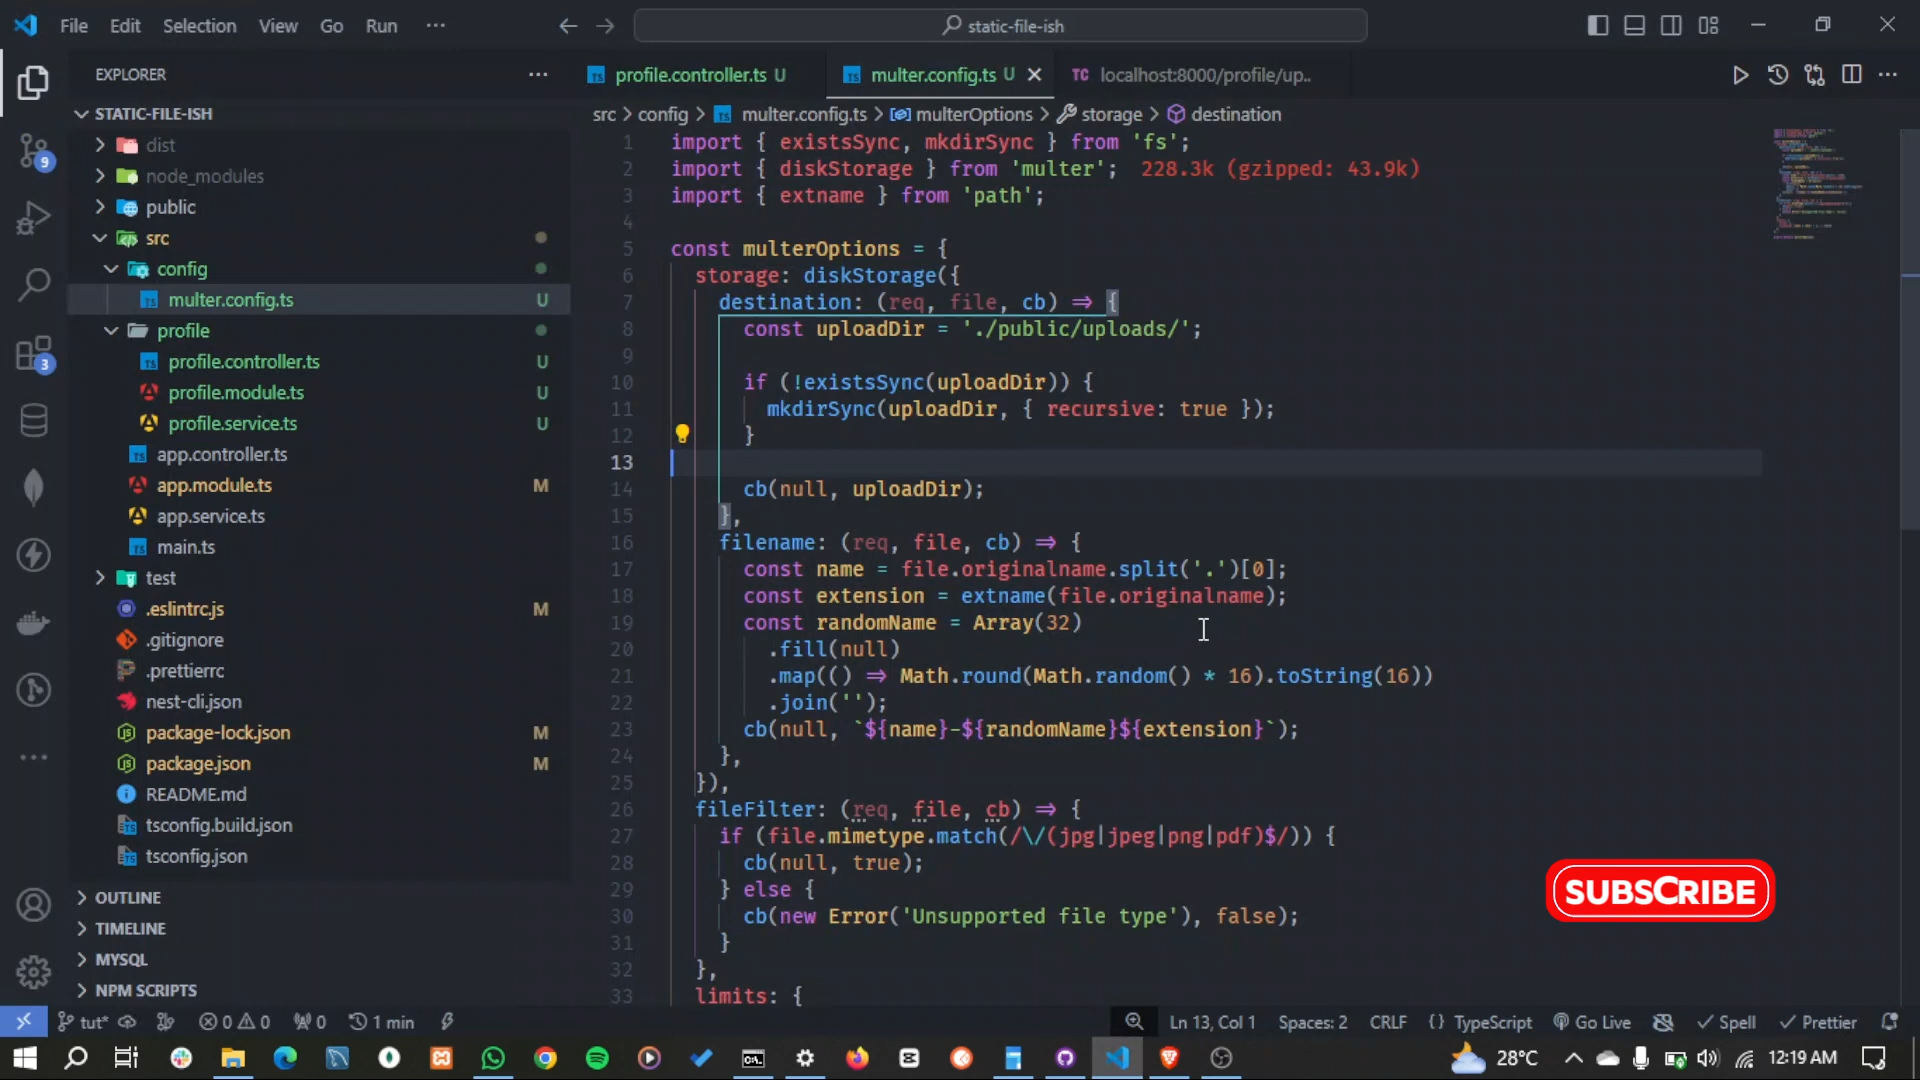 File Edit Selection View Go Run ···
static-file-ish
EXPLORER
profile.controller.ts U
multer.config.ts U
TC localhost:8000/profile/up..
src > config > multer.config.ts > multerOptions > storage > destination
STATIC-FILE-ISH
dist
node_modules
public
src
config
multer.config.ts U
profile
profile.controller.ts U
profile.module.ts U
profile.service.ts U
app.controller.ts
app.module.ts M
app.service.ts
main.ts
test
.eslintrc.js M
.gitignore
.prettierrc
nest-cli.json
package-lock.json M
package.json M
README.md
tsconfig.build.json
tsconfig.json
OUTLINE
TIMELINE
MYSQL
NPM SCRIPTS
9
3
1 import { existsSync, mkdirSync } from 'fs';
2 import { diskStorage } from 'multer'; 228.3k (gzipped: 43.9k)
3 import { extname } from 'path';
4
5 const multerOptions = {
6 storage: diskStorage({
7 destination: (req, file, cb) => {
8 const uploadDir = './public/uploads/';
9
10 if (!existsSync(uploadDir)) {
11 mkdirSync(uploadDir, { recursive: true });
12 }
13
14 cb(null, uploadDir);
15 },
16 filename: (req, file, cb) => {
17 const name = file.originalname.split('.')[0];
18 const extension = extname(file.originalname);
19 const randomName = Array(32)
20 .fill(null)
21 .map(() => Math.round(Math.random() * 16).toString(16))
22 .join('');
23 cb(null, `${name}-${randomName}${extension}`);
24 },
25 }),
26 fileFilter: (req, file, cb) => {
27 if (file.mimetype.match(/\/(jpg|jpeg|png|pdf)$/)) {
28 cb(null, true);
29 } else {
30 cb(new Error('Unsupported file type'), false);
31 }
32 },
33 limits: {
SUBSCRIBE
tut* 0 0 0 1 min
Ln 13, Col 1 Spaces: 2 CRLF {} TypeScript Go Live Spell Prettier
28°C 12:19 AM